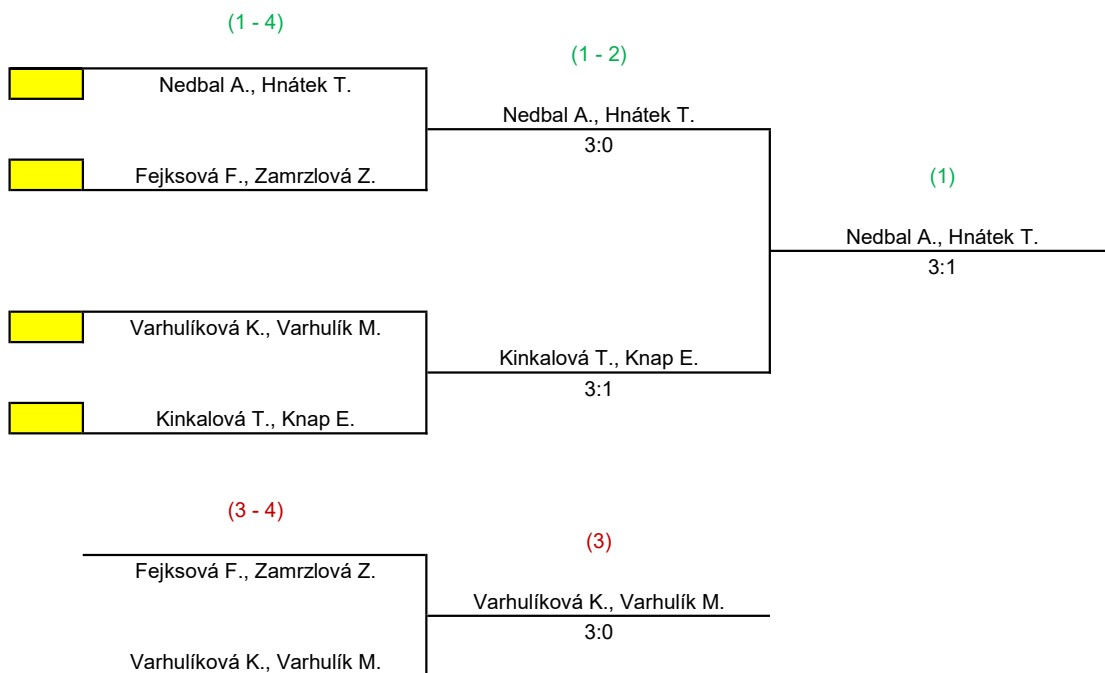 (1 - 4)
(1 - 2)
Nedbal A., Hnátek T.
Nedbal A., Hnátek T.
3:0
Fejksová F., Zamrzlová Z.
(1)
Nedbal A., Hnátek T.
3:1
Varhulíková K., Varhulík M.
Kinkalová T., Knap E.
3:1
Kinkalová T., Knap E.
(3 - 4)
(3)
Fejksová F., Zamrzlová Z.
Varhulíková K., Varhulík M.
3:0
Varhulíková K., Varhulík M.